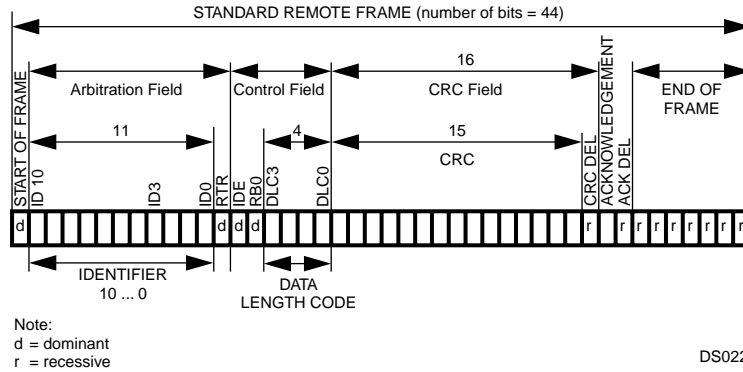 STANDARD REMOTE FRAME (number of bits = 44)
16
Arbitration Field
Control Field
CRC Field
END OF
FRAME
11
4
15
CRC
START OF FRAME
ID 10
ID3
ID0
RTR
IDE
RB0
DLC3
DLC0
CRC DEL
ACKNOWLEDGEMENT
ACK DEL
d d d d r r r r r r r r r
IDENTIFIER
10 ... 0
DATA
LENGTH CODE
Note:
d = dominant
r = recessive
DS022